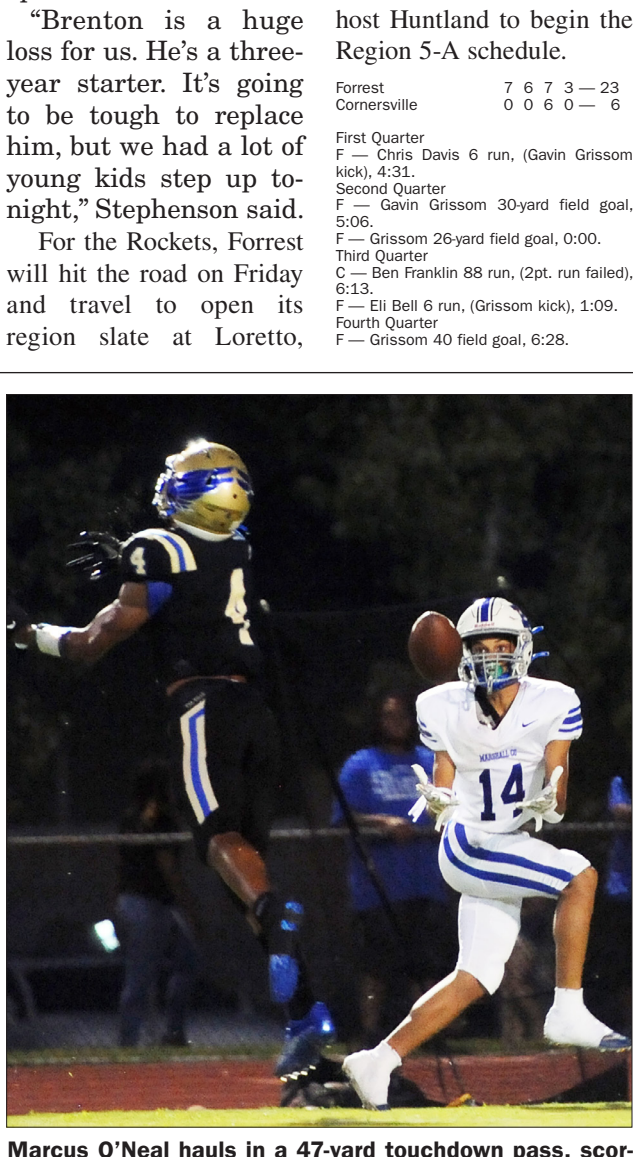 “Brenton is a huge
loss for us. He’s a three-
year starter. It’s going
to be tough to replace
him, but we had a lot of
young kids step up to-
night,” Stephenson said.
For the Rockets, Forrest
will hit the road on Friday
and travel to open its
region slate at Loretto,
host Huntland to begin the
Region 5-A schedule.
Forrest 7 6 7 3 — 23
Cornersville 0 0 6 0 — 6
First Quarter
F — Chris Davis 6 run, (Gavin Grissom
kick), 4:31.
Second Quarter
F — Gavin Grissom 30-yard field goal,
5:06.
F — Grissom 26-yard field goal, 0:00.
Third Quarter
C — Ben Franklin 88 run, (2pt. run failed),
6:13.
F — Eli Bell 6 run, (Grissom kick), 1:09.
Fourth Quarter
F — Grissom 40 field goal, 6:28.
4
4
MARSHALL CO
14
Marcus O’Neal hauls in a 47-yard touchdown pass, scor-